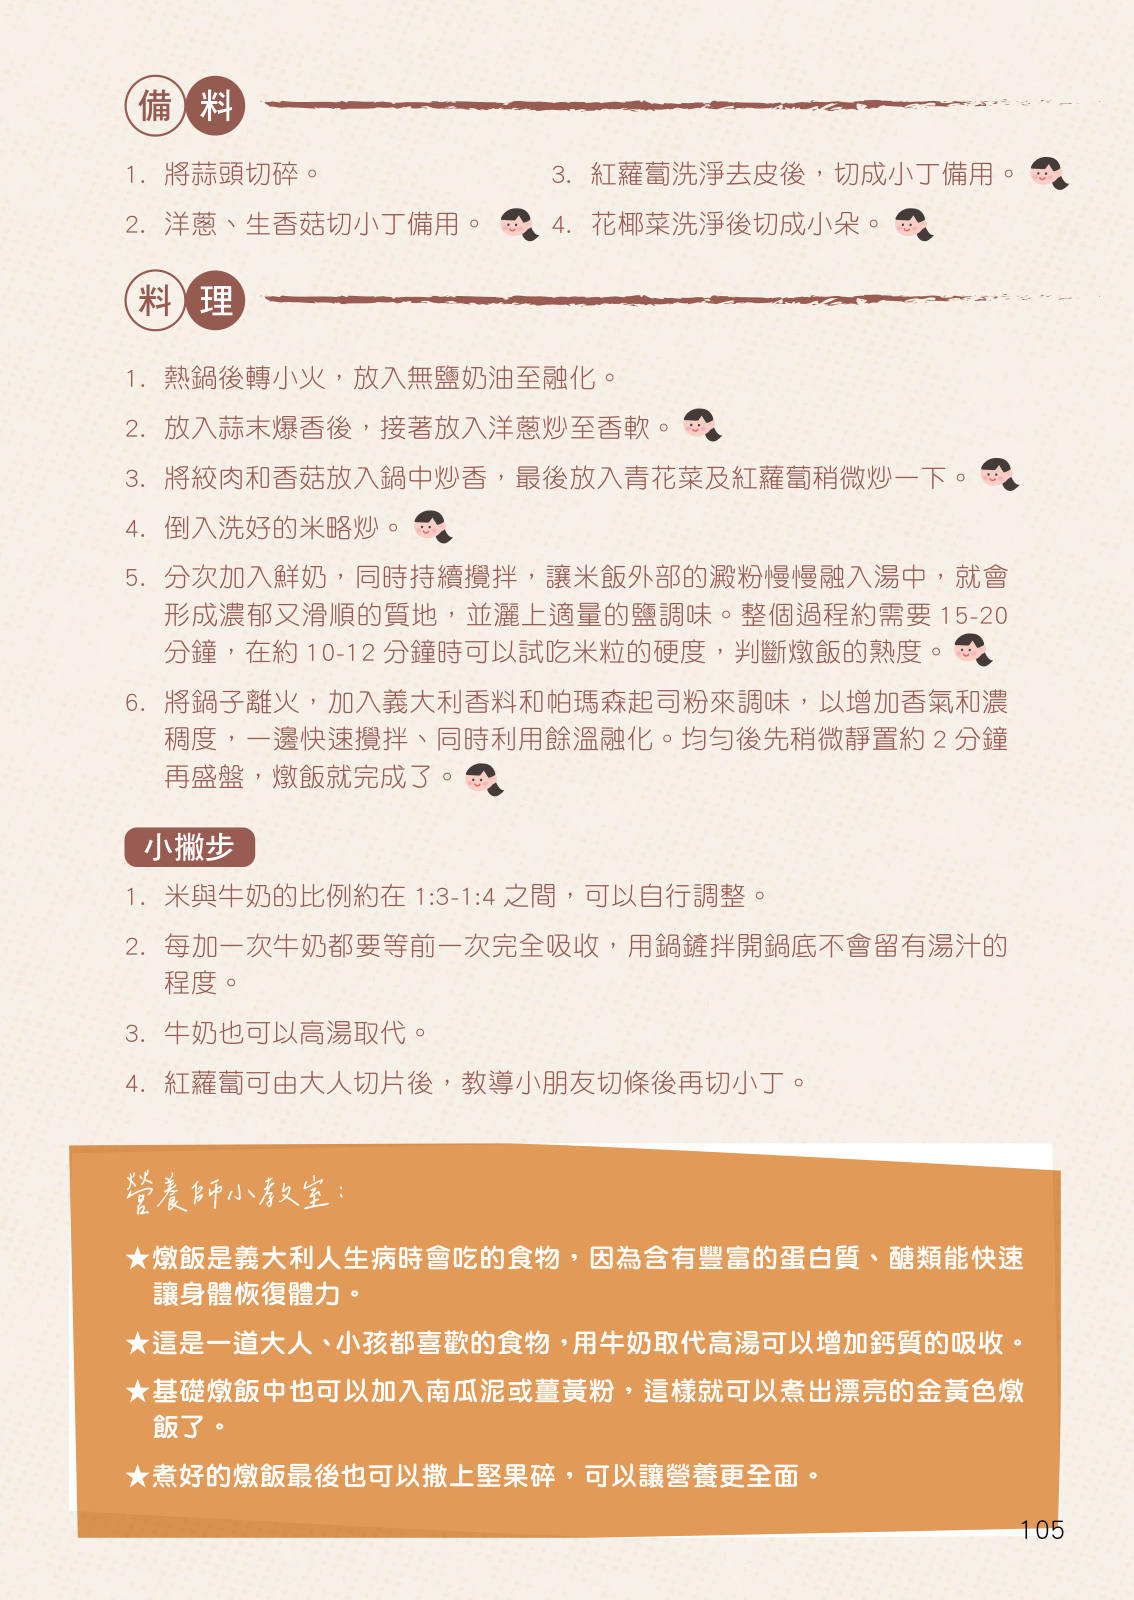 備料
1. 將蒜頭切碎。
2. 洋蔥、生香菇切小丁備用。
3. 紅蘿蔔洗淨去皮後，切成小丁備用。
4. 花椰菜洗淨後切成小朵。
料理
1. 熱鍋後轉小火，放入無鹽奶油至融化。
2. 放入蒜末爆香後，接著放入洋蔥炒至香軟。
3. 將絞肉和香菇放入鍋中炒香，最後放入青花菜及紅蘿蔔稍微炒一下。
4. 倒入洗好的米略炒。
5. 分次加入鮮奶，同時持續攪拌，讓米飯外部的澱粉慢慢融入湯中，就會
形成濃郁又滑順的質地，並灑上適量的鹽調味。整個過程約需要 15-20
分鐘，在約 10-12 分鐘時可以試吃米粒的硬度，判斷燉飯的熟度。
6. 將鍋子離火，加入義大利香料和帕瑪森起司粉來調味，以增加香氣和濃
稠度，一邊快速攪拌、同時利用餘溫融化。均勻後先稍微靜置約 2 分鐘
再盛盤，燉飯就完成了。
小撇步
1. 米與牛奶的比例約在 1:3-1:4 之間，可以自行調整。
2. 每加一次牛奶都要等前一次完全吸收，用鍋鏟拌開鍋底不會留有湯汁的
程度。
3. 牛奶也可以高湯取代。
4. 紅蘿蔔可由大人切片後，教導小朋友切條後再切小丁。
營養師小教室：
★燉飯是義大利人生病時會吃的食物，因為含有豐富的蛋白質、醣類能快速
讓身體恢復體力。
★這是一道大人、小孩都喜歡的食物，用牛奶取代高湯可以增加鈣質的吸收。
★基礎燉飯中也可以加入南瓜泥或薑黃粉，這樣就可以煮出漂亮的金黃色燉
飯了。
★煮好的燉飯最後也可以撒上堅果碎，可以讓營養更全面。
105